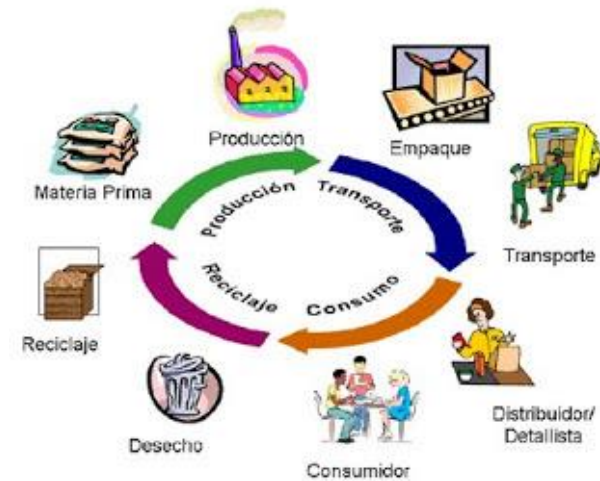 Producción
Empaque
Transporte
Distribuidor/
Detallista
Consumidor
Desecho
Reciclaje
Materia Prima
Producción
Transporte
Consumo
Reciclaje